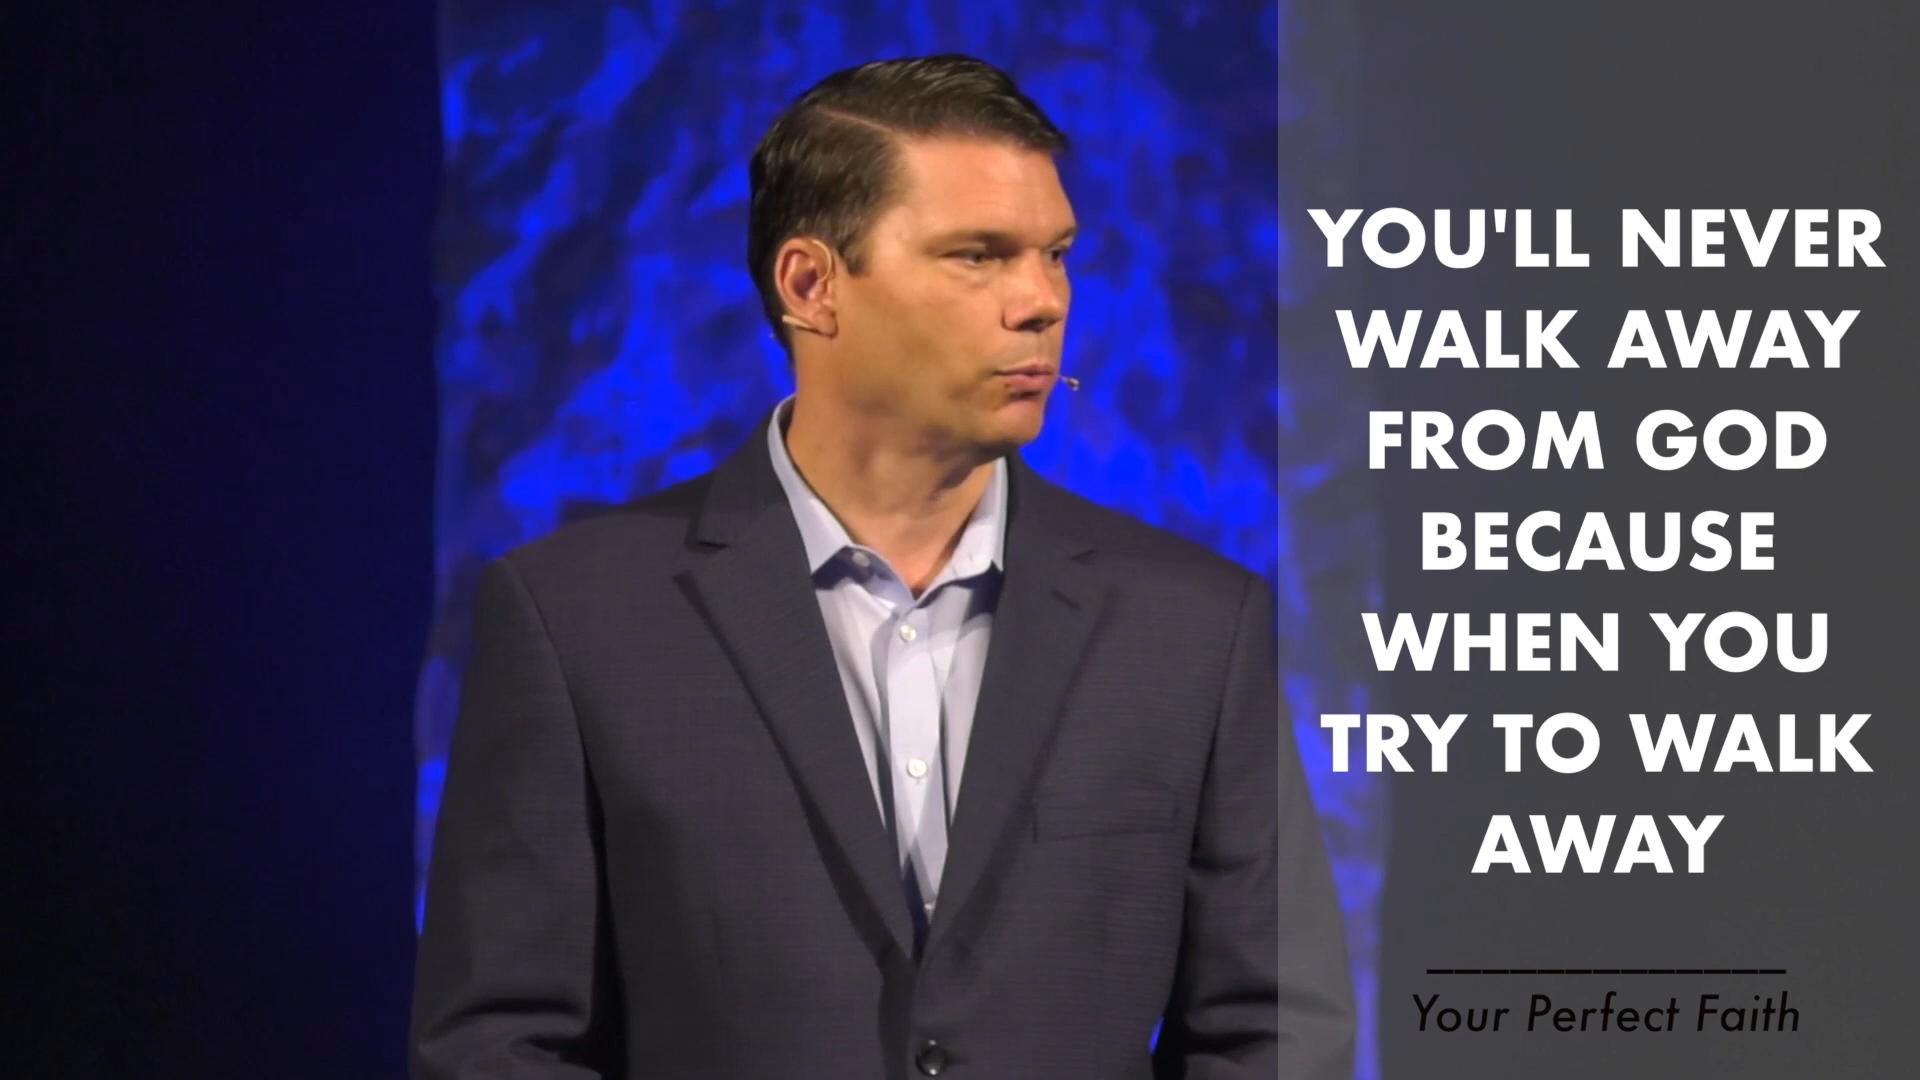 YOU'LL NEVER
WALK AWAY
FROM GOD
BECAUSE
WHEN YOU
TRY TO WALK
AWAY
Your Perfect Faith